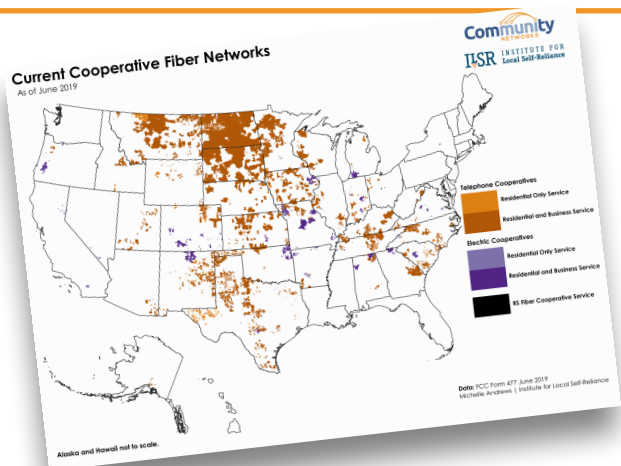 Community
NETWORKS
ILSR INSTITUTE FOR
Local Self-Reliance
Current Cooperative Fiber Networks
As of June 2019
Telephone Cooperatives
Residential Only Service
Residential and Business Service
Electric Cooperatives
Residential Only Service
Residential and Business Service
RS Fiber Cooperative Service
Data: FCC Form 477 June 2019
Michelle Andrews | Institute for Local Self-Reliance
Alaska and Hawaii not to scale.